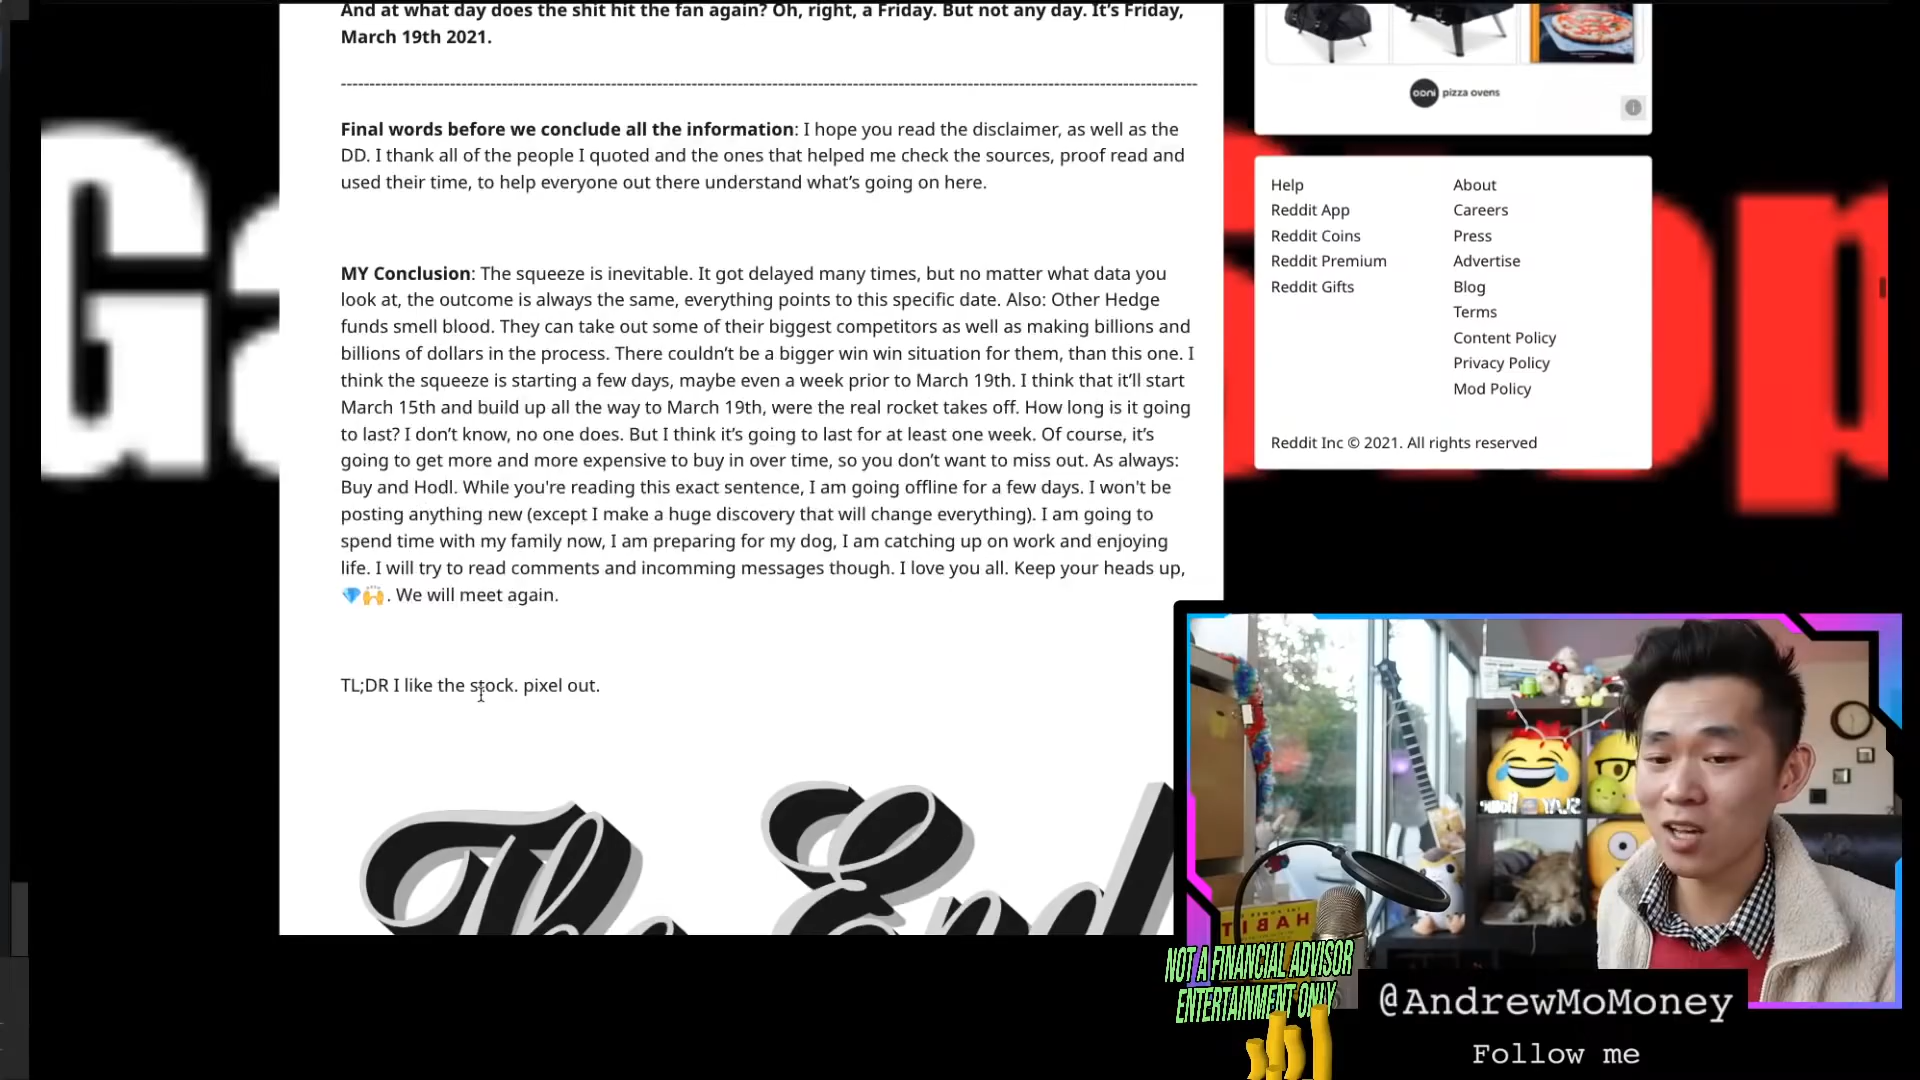 And at what day does the shit hit the fan again? Oh, right, a Friday. But not any day. It's Friday,
March 19th 2021.
------------------------------------------------------------------------------------------------------------------------------------------------------
Final words before we conclude all the information: I hope you read the disclaimer, as well as the
DD. I thank all of the people I quoted and the ones that helped me check the sources, proof read and
used their time, to help everyone out there understand what's going on here.
MY Conclusion: The squeeze is inevitable. It got delayed many times, but no matter what data you
look at, the outcome is always the same, everything points to this specific date. Also: Other Hedge
funds smell blood. They can take out some of their biggest competitors as well as making billions and
billions of dollars in the process. There couldn't be a bigger win win situation for them, than this one. I
think the squeeze is starting a few days, maybe even a week prior to March 19th. I think that it'll start
March 15th and build up all the way to March 19th, were the real rocket takes off. How long is it going
to last? I don't know, no one does. But I think it's going to last for at least one week. Of course, it's
going to get more and more expensive to buy in over time, so you don't want to miss out. As always:
Buy and Hodl. While you're reading this exact sentence, I am going offline for a few days. I won't be
posting anything new (except I make a huge discovery that will change everything). I am going to
spend time with my family now, I am preparing for my dog, I am catching up on work and enjoying
life. I will try to read comments and incomming messages though. I love you all. Keep your heads up,
💎🙌. We will meet again.
TL;DR I like the stock. pixel out.
The End
ooni pizza ovens
Help
Reddit App
Reddit Coins
Reddit Premium
Reddit Gifts
About
Careers
Press
Advertise
Blog
Terms
Content Policy
Privacy Policy
Mod Policy
Reddit Inc © 2021. All rights reserved
HABIT
NOT A FINANCIAL ADVISOR
ENTERTAINMENT ONLY
@AndrewMoMoney
Follow me